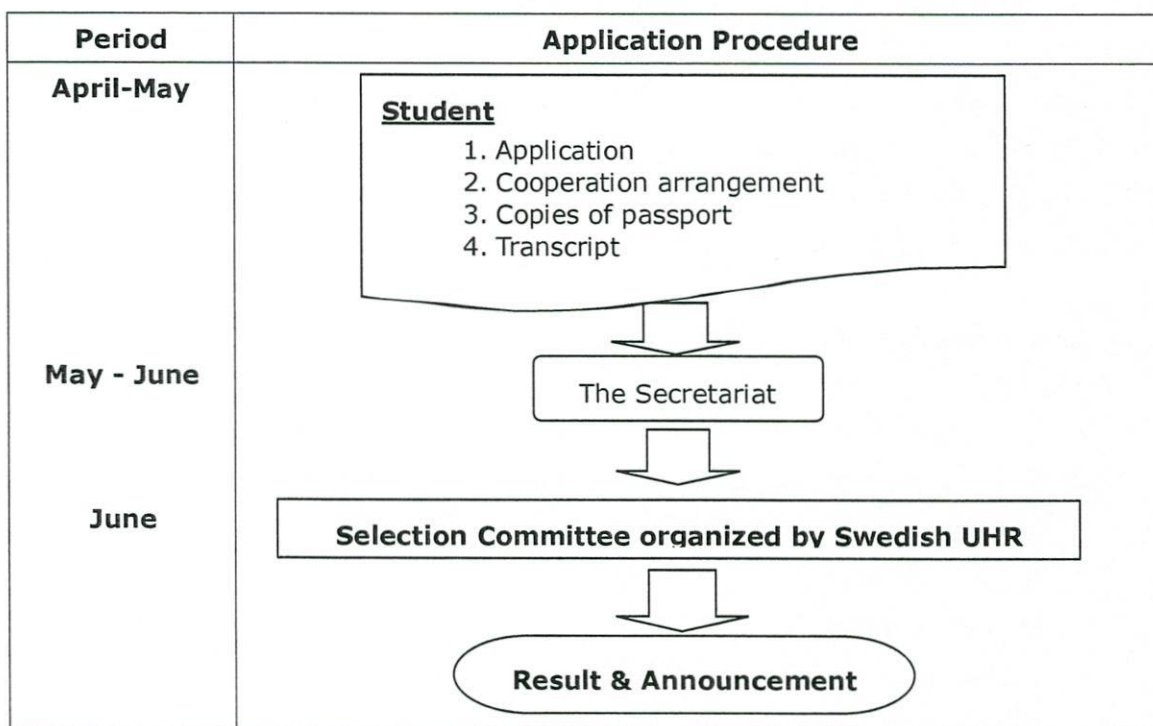 Period
Application Procedure
April-May
Student
1. Application
2. Cooperation arrangement
3. Copies of passport
4. Transcript
May - June
The Secretariat
June
Selection Committee organized by Swedish UHR
Result & Announcement